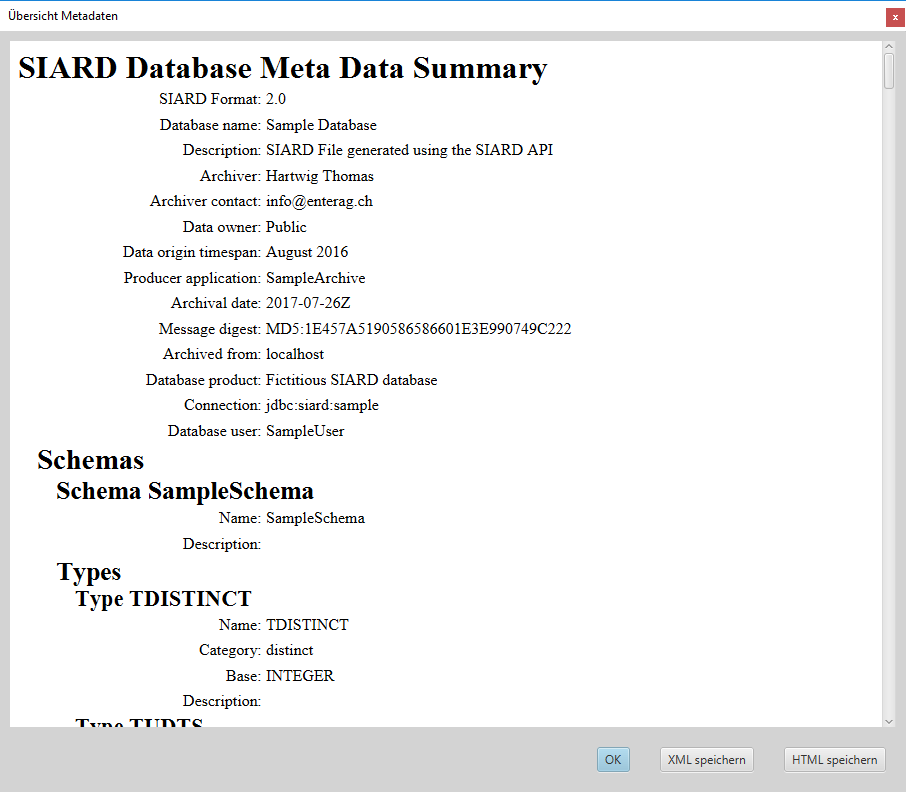 Übersicht Metadaten
x
SIARD Database Meta Data Summary
SIARD Format: 2.0
Database name: Sample Database
Description: SIARD File generated using the SIARD API
Archiver: Hartwig Thomas
Archiver contact: info@enterag.ch
Data owner: Public
Data origin timespan: August 2016
Producer application: SampleArchive
Archival date: 2017-07-26Z
Message digest: MD5:1E457A5190586586601E3E990749C222
Archived from: localhost
Database product: Fictitious SIARD database
Connection: jdbc:siard:sample
Database user: SampleUser
Schemas
Schema SampleSchema
Name: SampleSchema
Description:
Types
Type TDISTINCT
Name: TDISTINCT
Category: distinct
Base: INTEGER
Description:
Type TUDTS
OK XML speichern HTML speichern